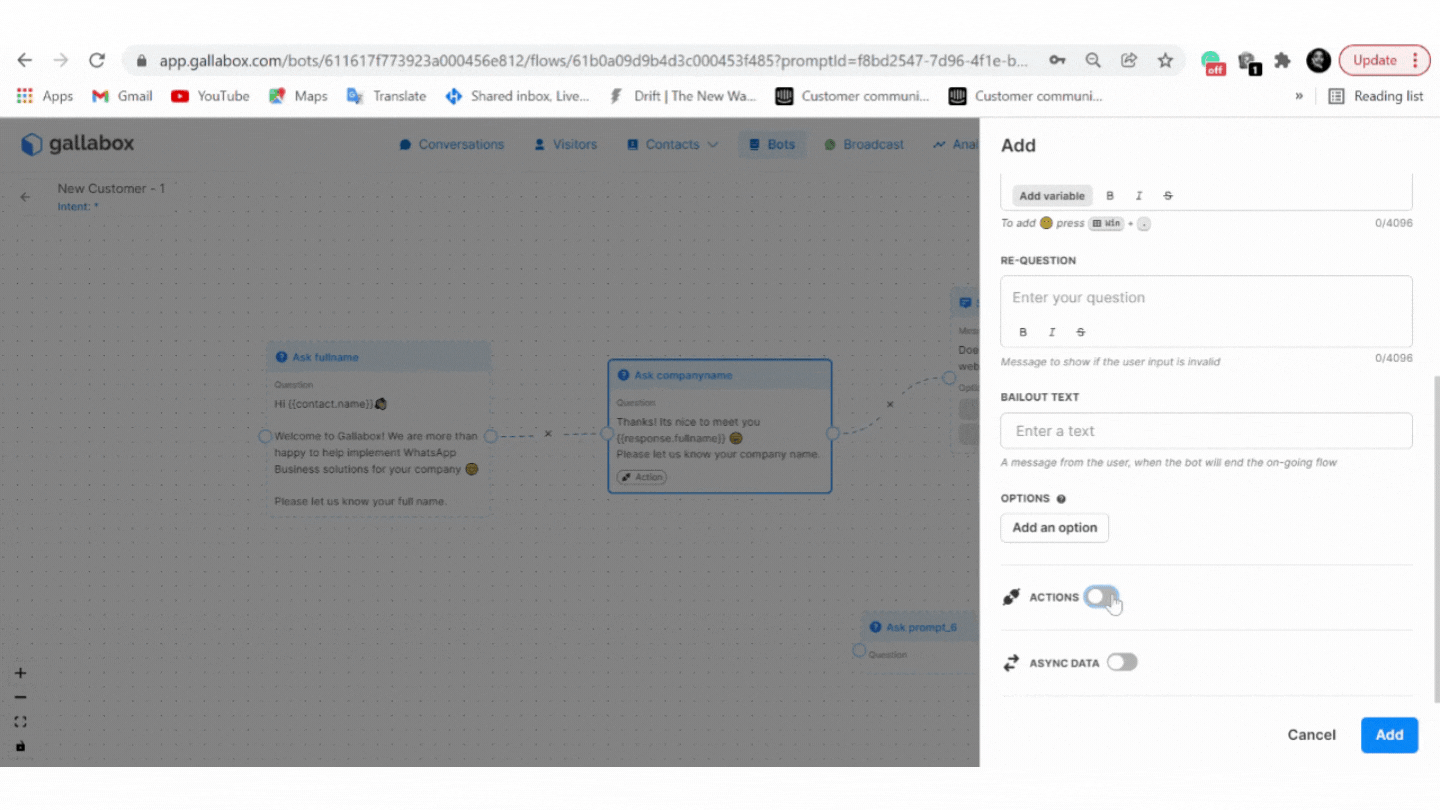 app.gallabox.com/bots/611617f773923a000456e812/flows/61b0a09d9b4d3c000453f485?promptId=f8bd2547-7d96-4f1e-b...
off
1
Update
Apps
Gmail
YouTube
Maps
Translate
Shared inbox, Live...
Drift | The New Wa...
Customer communi...
Customer communi...
»
Reading list
gallabox
Conversations
Visitors
Contacts
Bots
Broadcast
Anal
New Customer - 1
Intent: *
Ask fullname
Question
Hi {{contact.name}}
Welcome to Gallabox! We are more than
happy to help implement WhatsApp
Business solutions for your company
Please let us know your full name.
Ask companyname
Question:
Thanks! Its nice to meet you
{{response.fullname}}
Please let us know your company name.
Action
Doe
web
Ask prompt_6
Question
Add
Add variable
B I S
To add press Win + .
0/4096
RE-QUESTION
Enter your question
B I S
Message to show if the user input is invalid
0/4096
BAILOUT TEXT
Enter a text
A message from the user, when the bot will end the on-going flow
OPTIONS
Add an option
ACTIONS
ASYNC DATA
Cancel
Add